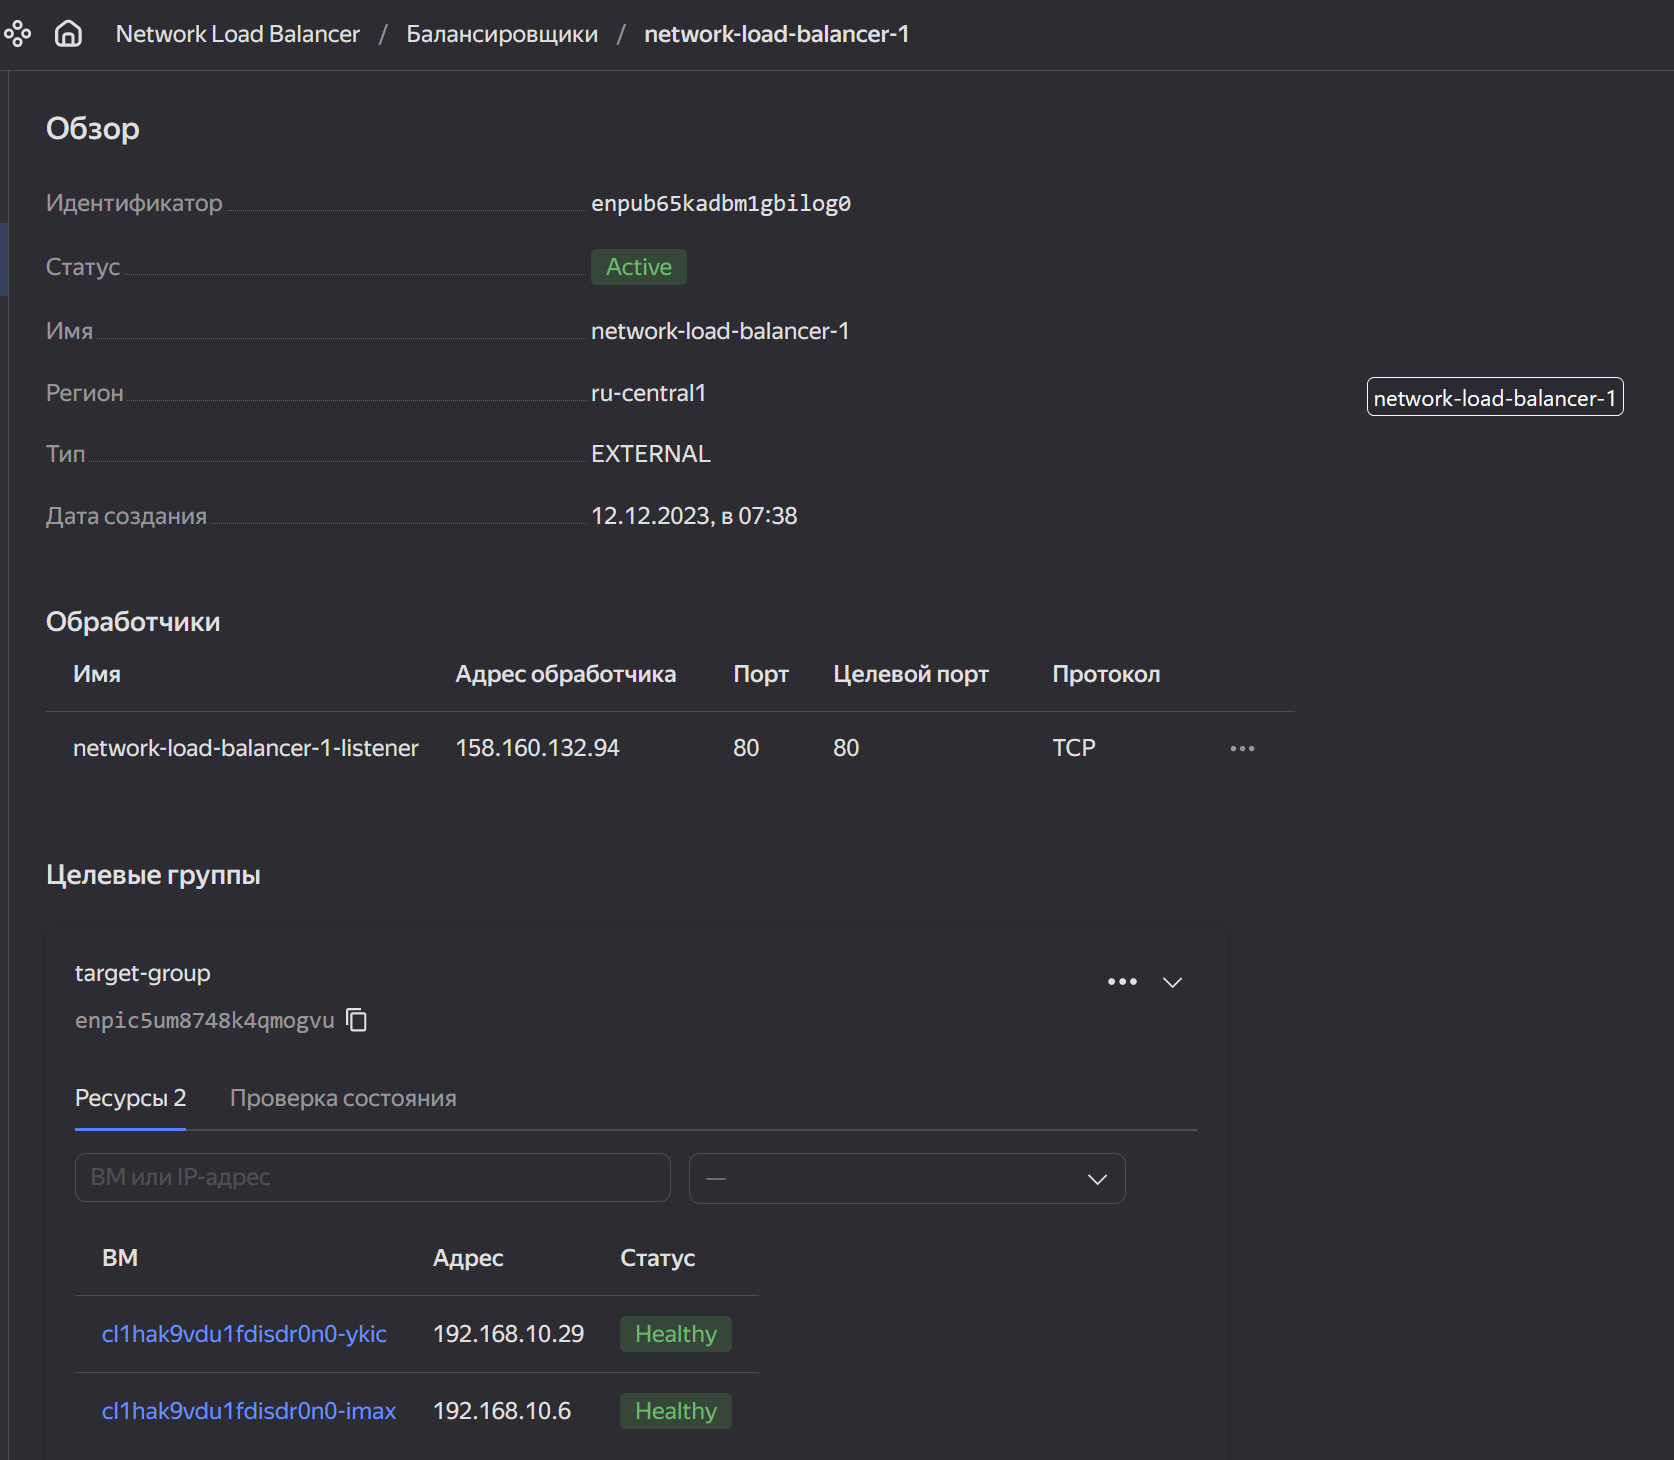 Network Load Balancer / Балансировщики / network-load-balancer-1
Обзор
Идентификатор enpub65kadbm1gbilog0
Статус Active
Имя network-load-balancer-1
Регион ru-central1
network-load-balancer-1
Тип EXTERNAL
Дата создания 12.12.2023, в 07:38
Обработчики
Имя Адрес обработчика Порт Целевой порт Протокол
network-load-balancer-1-listener 158.160.132.94 80 80 TCP
Целевые группы
target-group
enpic5um8748k4qmogvu
Ресурсы 2 Проверка состояния
ВМ или IP-адрес —
ВМ Адрес Статус
cl1hak9vdu1fdisdr0n0-ykic 192.168.10.29 Healthy
cl1hak9vdu1fdisdr0n0-imax 192.168.10.6 Healthy